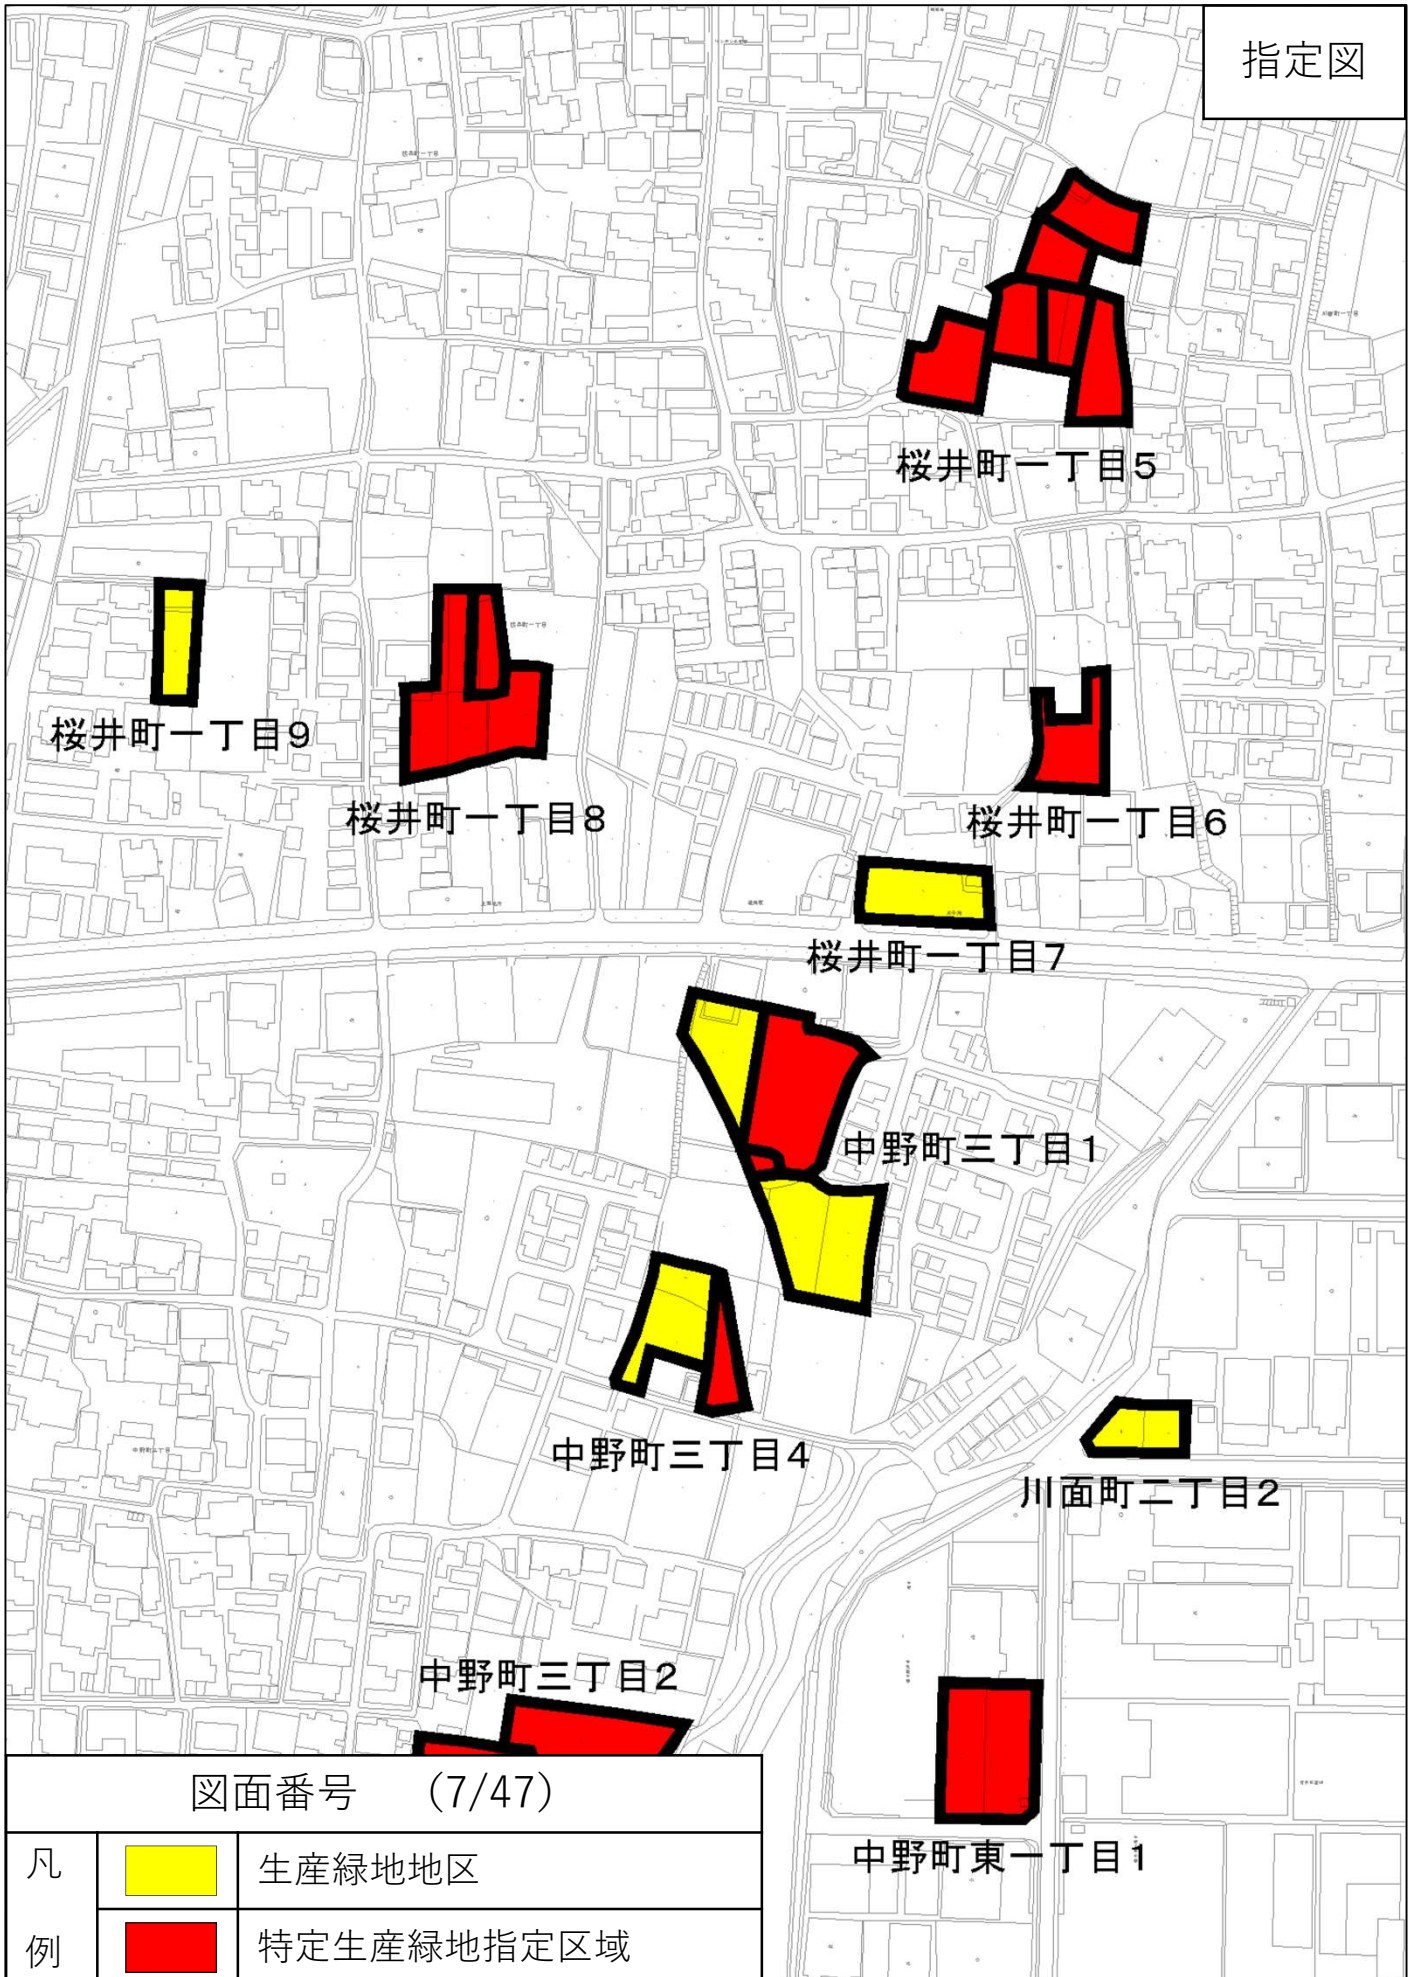 指定図
桜井町一丁目5
桜井町一丁目9
桜井町一丁目8
桜井町一丁目6
桜井町一丁目7
中野町三丁目1
中野町三丁目4
川面町二丁目2
中野町三丁目2
中野町東一丁目1
図面番号 (7/47)
凡例
生産緑地地区
特定生産緑地指定区域